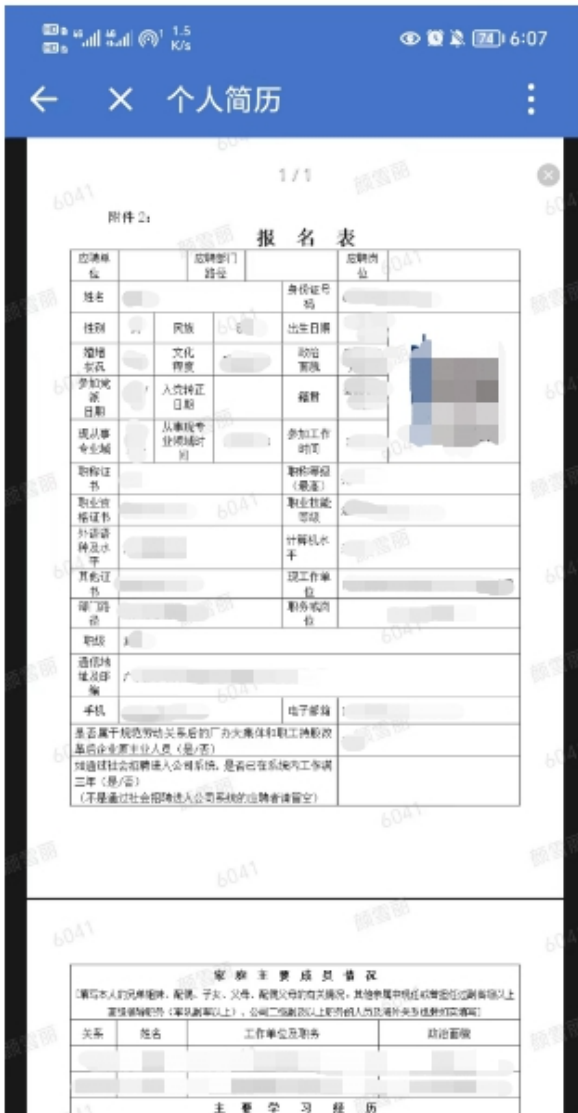 1.5
K/s
74 6:07
个人简历
1/1
附件 2:
报 名 表
应聘单位 应聘部门路径 应聘岗位
姓名 身份证号码
性别 民族 出生日期
婚姻状况 文化程度 政治面貌
参加党派日期 入党转正日期 籍贯
现从事专业域 从事现专业领域时间 参加工作时间
职称证书 职称等级(最高)
职业资格证书 职业技能等级
外语语种及水平 计算机水平
其他证书 现工作单位
部门路径 职务或岗位
职级
通信地址及邮编
手机 电子邮箱
是否属于规范劳动关系后的厂办大集体和职工持股改
革后企业原主业人员(是/否)
如通过社会招聘进入公司系统,是否已在系统内工作满
三年(是/否)
(不是通过社会招聘进入公司系统的应聘者请留空)
家 庭 主 要 成 员 情 况
关系 姓名 工作单位及职务 政治面貌
主 要 学 习 经 历
颜雪丽 6041